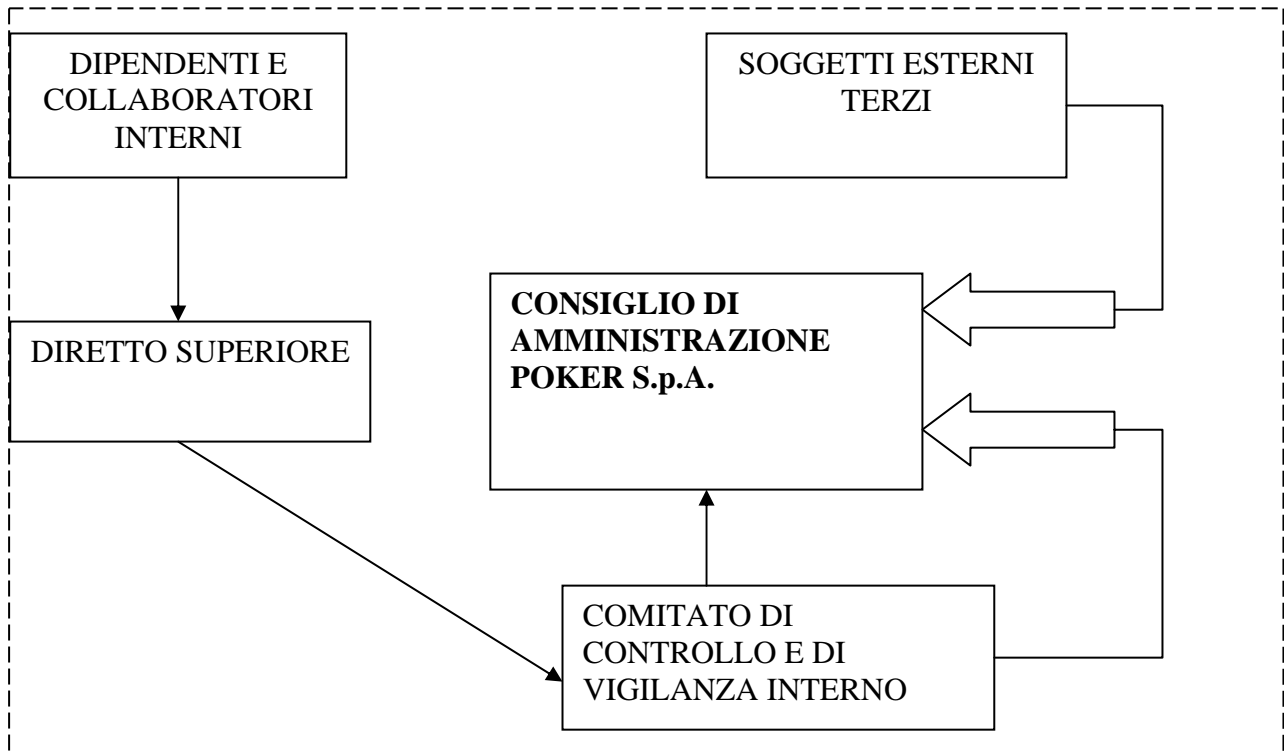 DIPENDENTI E
COLLABORATORI
INTERNI
SOGGETTI ESTERNI
TERZI
CONSIGLIO DI
AMMINISTRAZIONE
POKER S.p.A.
DIRETTO SUPERIORE
COMITATO DI
CONTROLLO E DI
VIGILANZA INTERNO